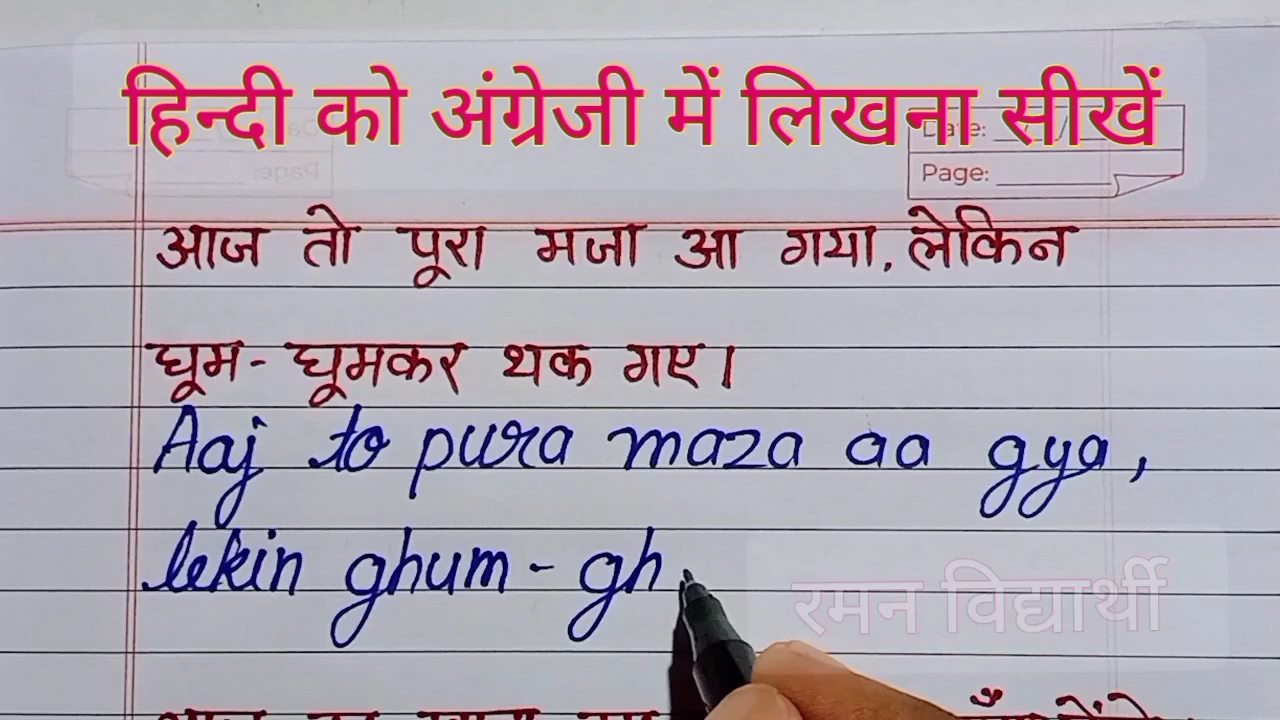 हिन्दी को अंग्रेजी में लिखना सीखें
Date: / /
Page:
आज तो पूरा मजा आ गया, लेकिन
घूम - घूमकर थक गए।
Aaj to pura maza aa gya,
lekin ghum - gh
रमन विद्यार्थी